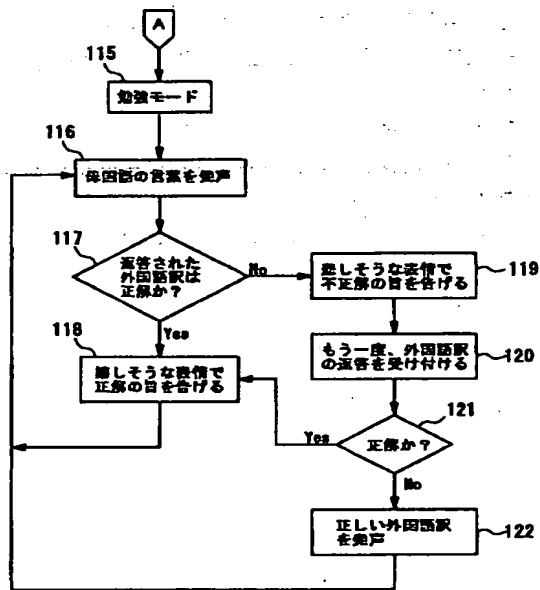 A
115
勉強モード
116
母国語の言葉を発声
117
返答された
外国語訳は
正解か？
No
Yes
118
嬉しそうな表情で
正解の旨を告げる
悲しそうな表情で
不正解の旨を告げる
119
もう一度、外国語訳
の返答を受け付ける
120
121
正解か？
Yes
No
正しい外国語訳
を発声
122